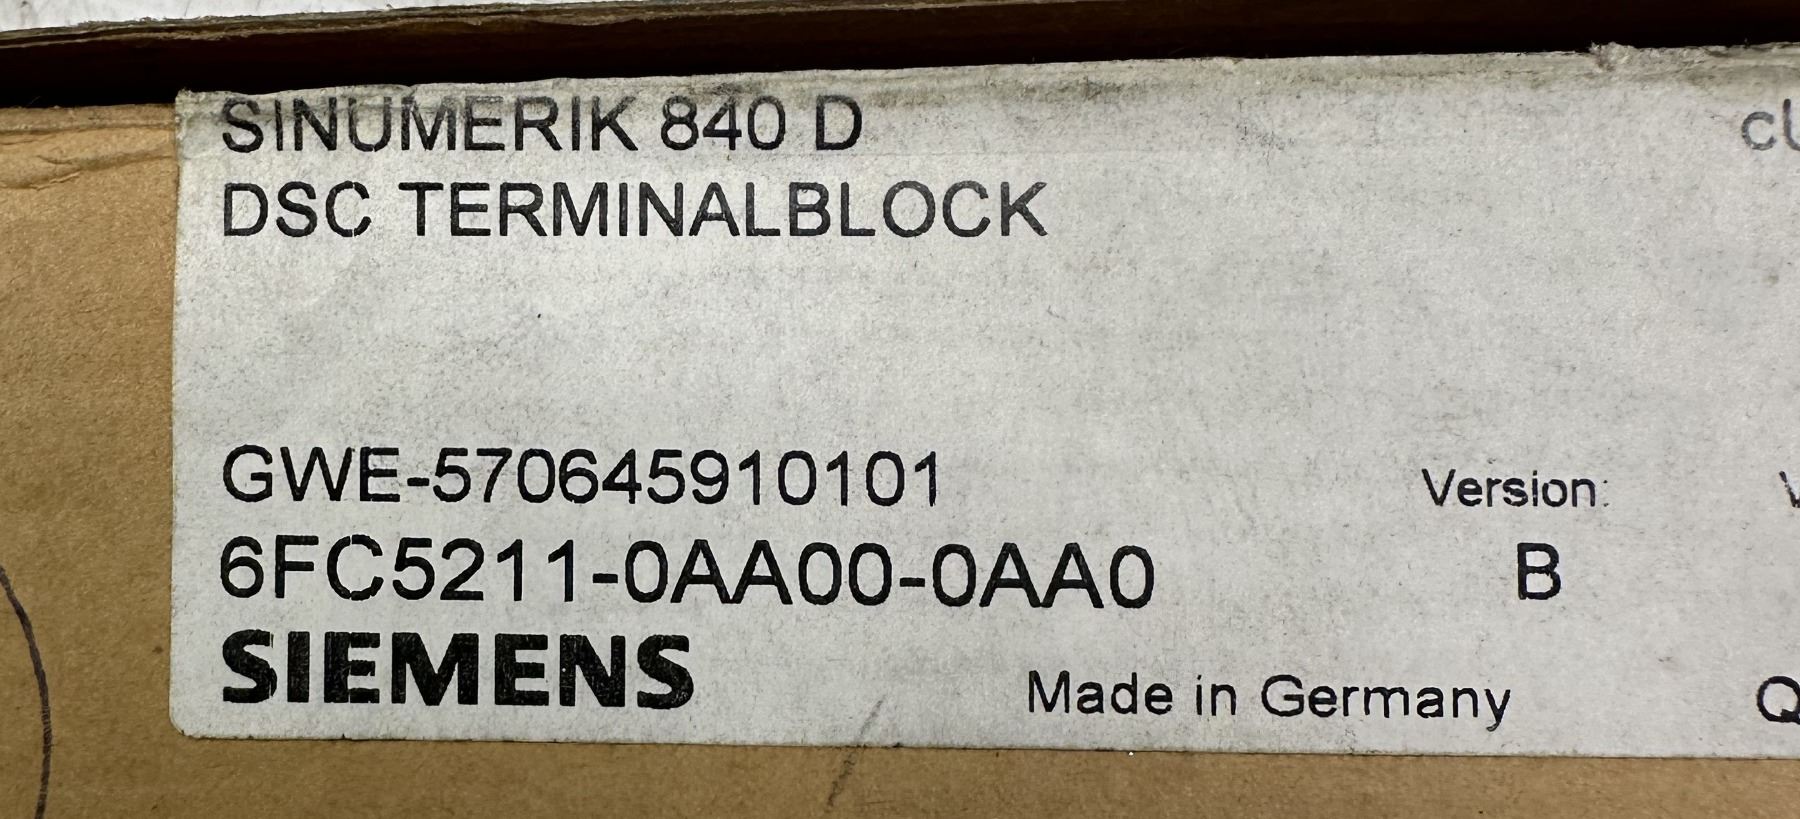 SINUMERIK 840 D
DSC TERMINALBLOCK
GWE-570645910101
Version:
6FC5211-0AA00-0AA0 B
SIEMENS
Made in Germany